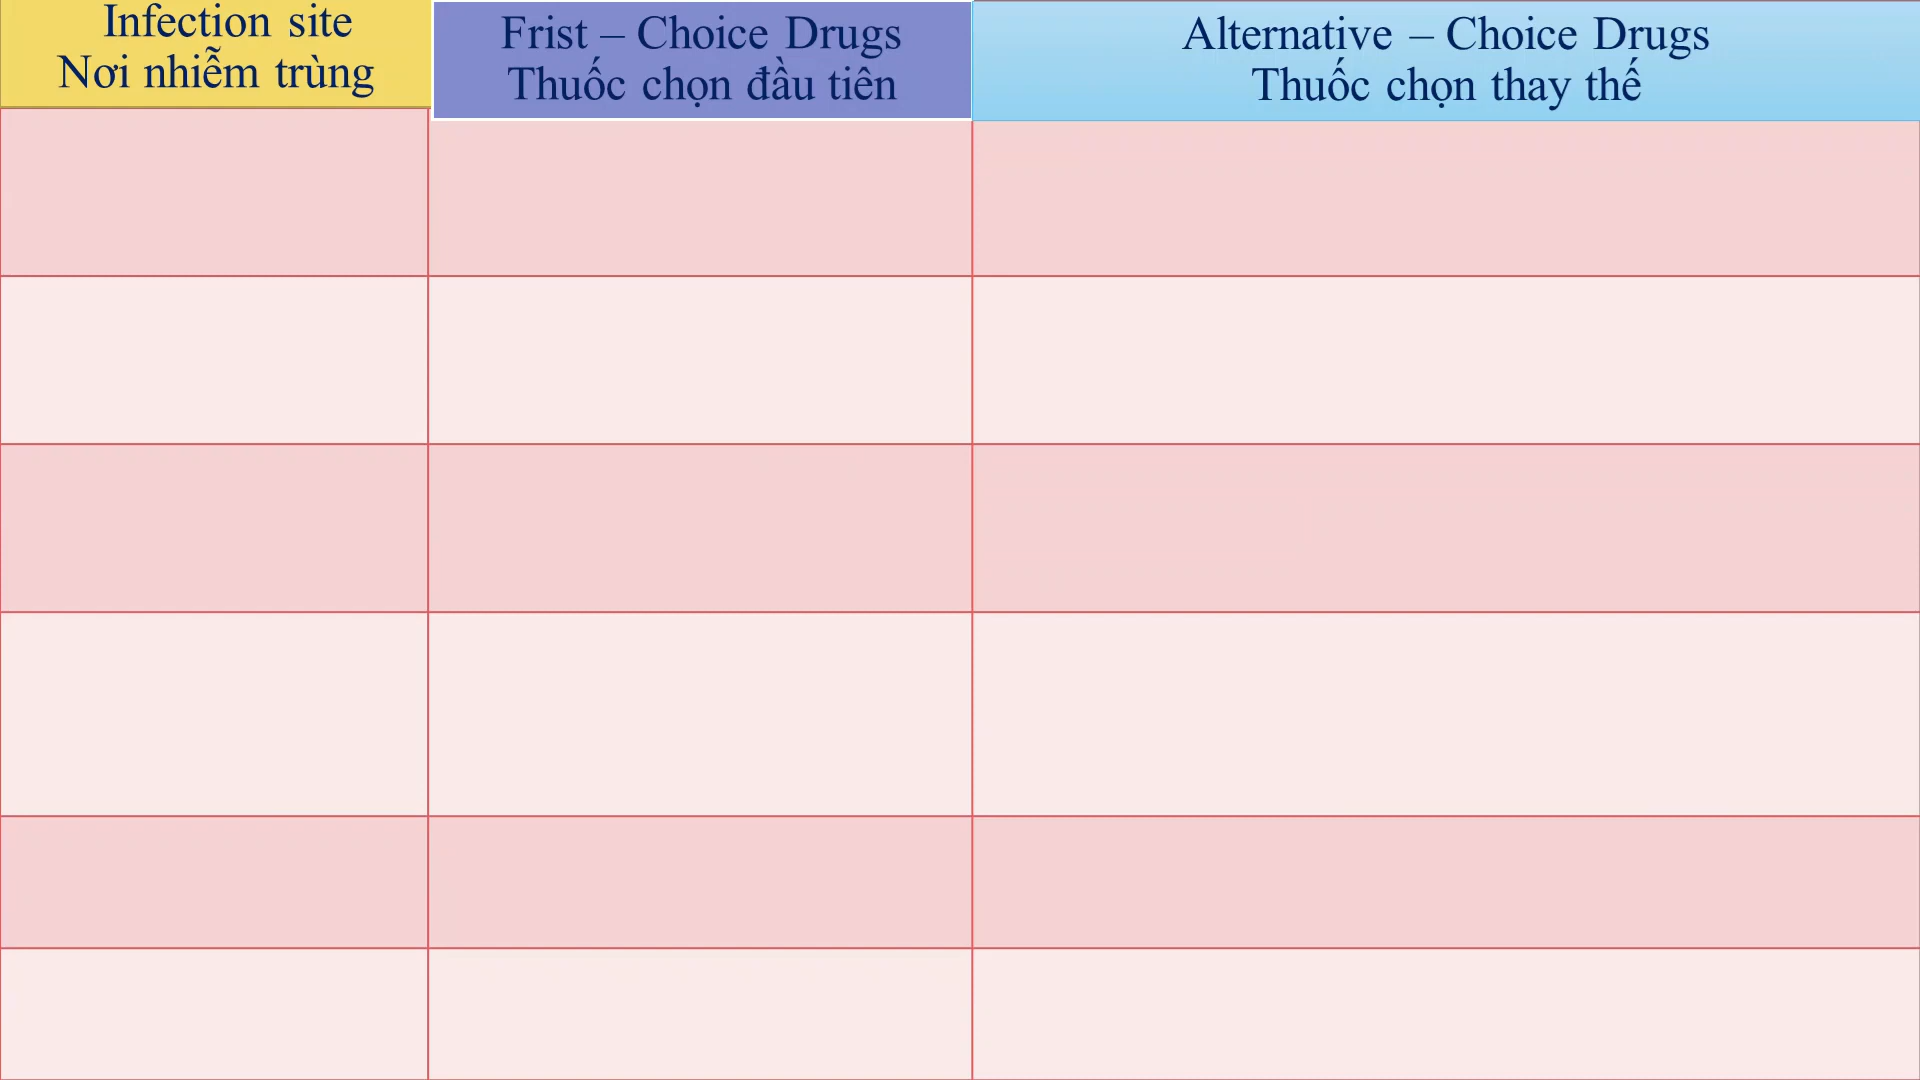 Infection site
Nơi nhiễm trùng
Frist – Choice Drugs
Thuốc chọn đầu tiên
Alternative – Choice Drugs
Thuốc chọn thay thế